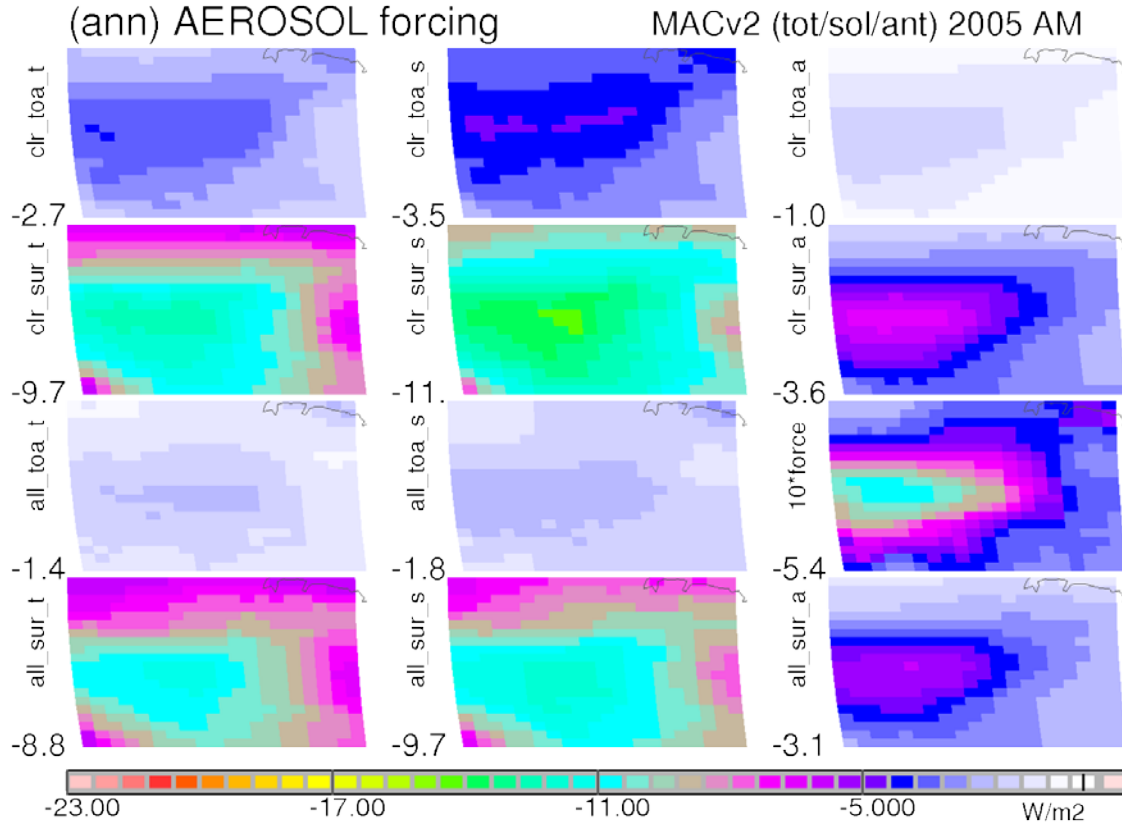 (ann) AEROSOL forcing MACv2 (tot/sol/ant) 2005 AM
clr_toa_t clr_toa_s clr_toa_a
-2.7 -3.5 -1.0
clr_sur_t clr_sur_s clr_sur_a
-9.7 -11. -3.6
all_toa_t all_toa_s 10*force
-1.4 -1.8 -5.4
all_sur_t all_sur_s all_sur_a
-8.8 -9.7 -3.1
-23.00 -17.00 -11.00 -5.000 W/m2